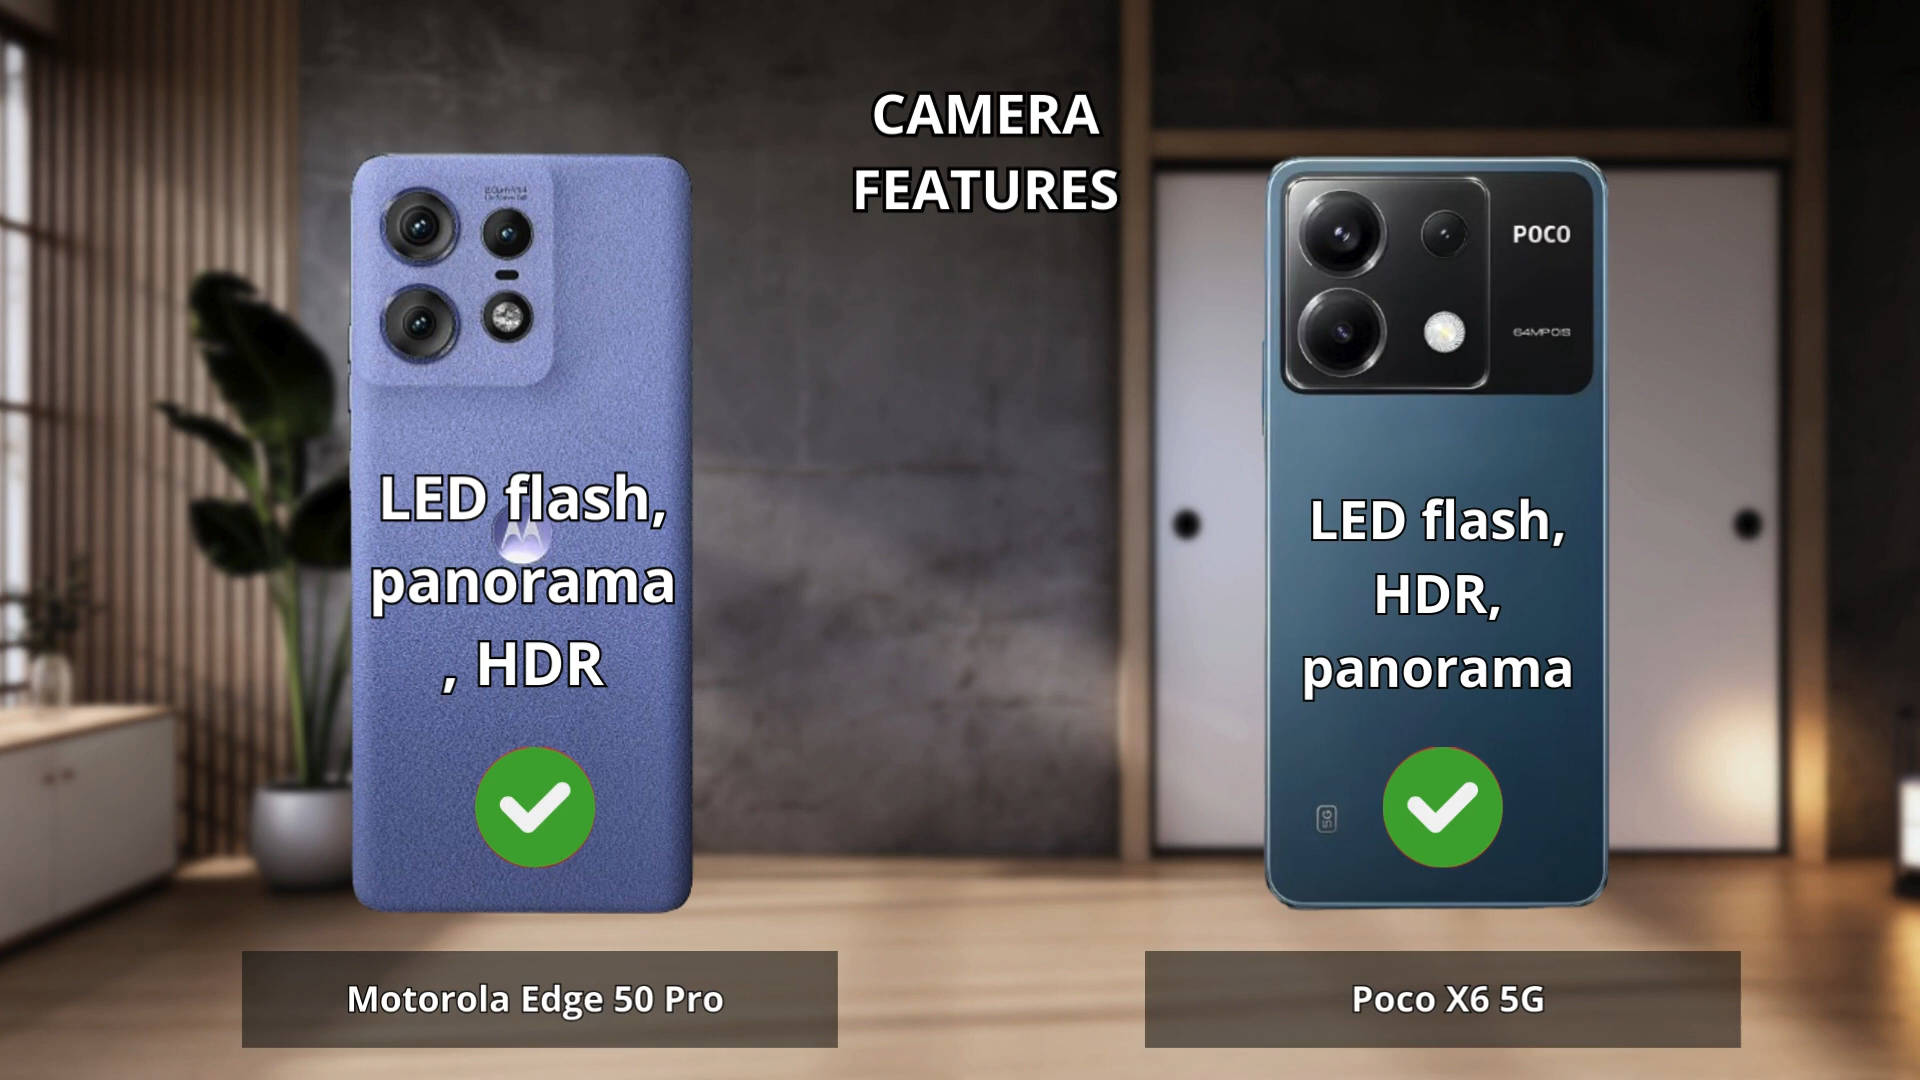 CAMERA
FEATURES
POCO
64MP OIS
LED flash,
panorama
, HDR
LED flash,
HDR,
panorama
5G
Motorola Edge 50 Pro
Poco X6 5G